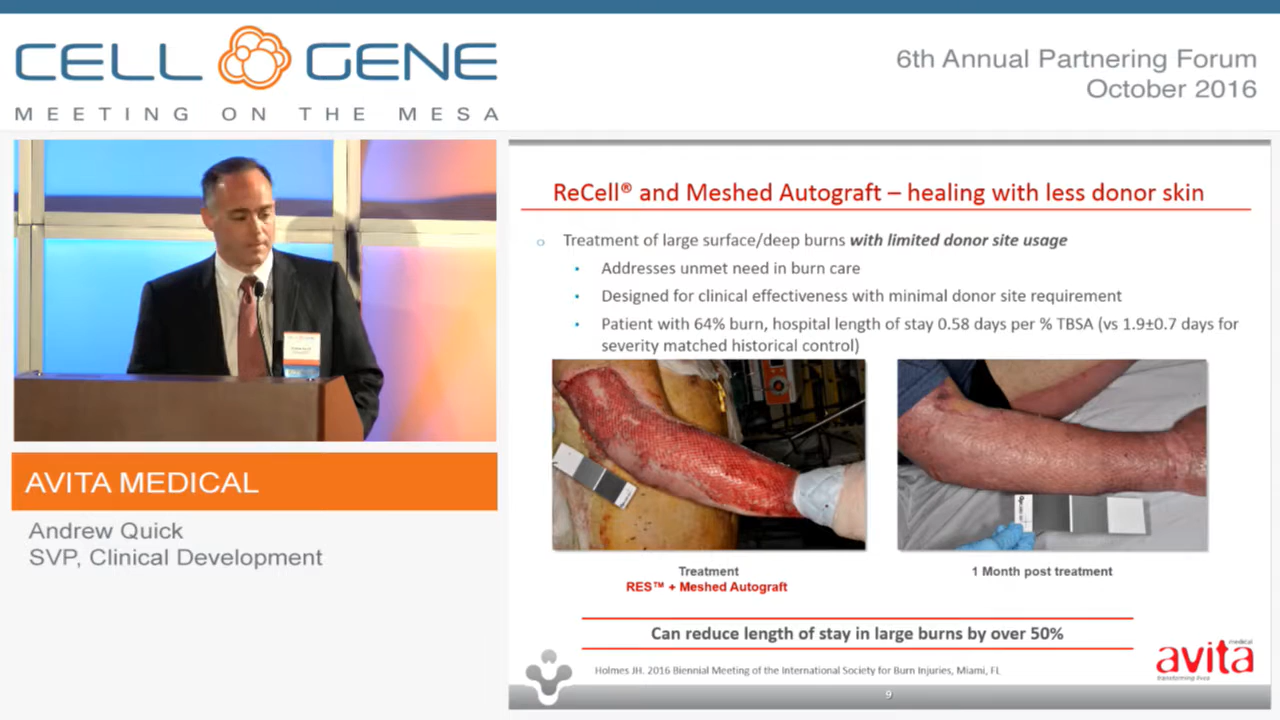 CELL GENE
MEETING ON THE MESA
6th Annual Partnering Forum
October 2016
AVITA MEDICAL
Andrew Quick
SVP, Clinical Development
ReCell® and Meshed Autograft – healing with less donor skin
Treatment of large surface/deep burns with limited donor site usage
Addresses unmet need in burn care
Designed for clinical effectiveness with minimal donor site requirement
Patient with 64% burn, hospital length of stay 0.58 days per % TBSA (vs 1.9±0.7 days for
severity matched historical control)
Treatment
RES™ + Meshed Autograft
1 Month post treatment
Can reduce length of stay in large burns by over 50%
Holmes JH. 2016 Biennial Meeting of the International Society for Burn Injuries, Miami, FL
medical
avita
transforming lives
9